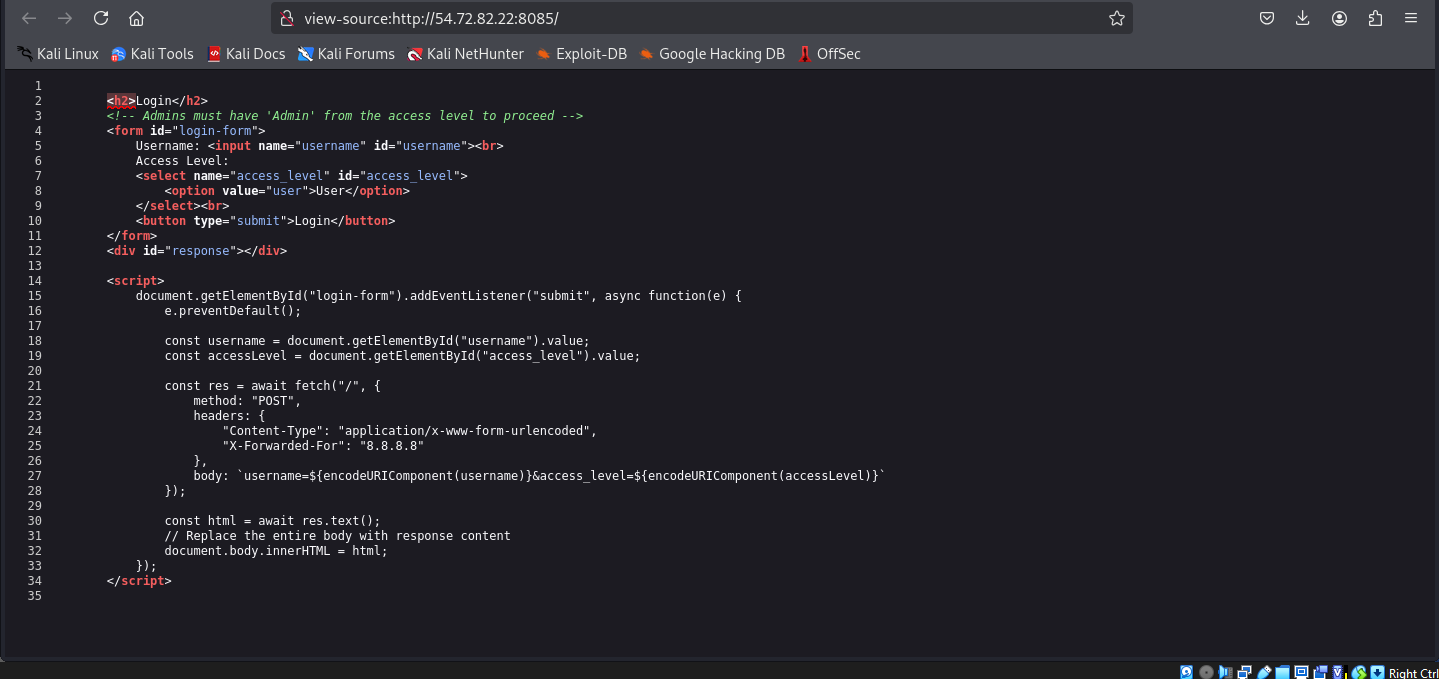 view-source:http://54.72.82.22:8085/
Kali Linux Kali Tools Kali Docs Kali Forums Kali NetHunter Exploit-DB Google Hacking DB OffSec
1
2 <h2>Login</h2>
3 <!-- Admins must have 'Admin' from the access level to proceed -->
4 <form id="login-form">
5 Username: <input name="username" id="username"><br>
6 Access Level:
7 <select name="access_level" id="access_level">
8 <option value="user">User</option>
9 </select><br>
10 <button type="submit">Login</button>
11 </form>
12 <div id="response"></div>
13
14 <script>
15 document.getElementById("login-form").addEventListener("submit", async function(e) {
16 e.preventDefault();
17
18 const username = document.getElementById("username").value;
19 const accessLevel = document.getElementById("access_level").value;
20
21 const res = await fetch("/", {
22 method: "POST",
23 headers: {
24 "Content-Type": "application/x-www-form-urlencoded",
25 "X-Forwarded-For": "8.8.8.8"
26 },
27 body: `username=${encodeURIComponent(username)}&access_level=${encodeURIComponent(accessLevel)}`
28 });
29
30 const html = await res.text();
31 // Replace the entire body with response content
32 document.body.innerHTML = html;
33 });
34 </script>
35
Right Ctrl